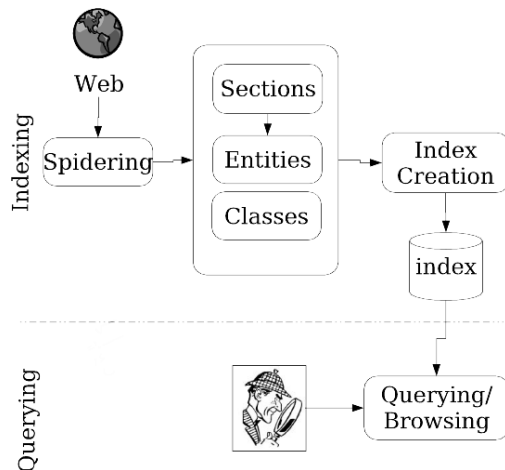 Web
Indexing
Spidering
Sections
Entities
Classes
Index
Creation
index
Querying
Querying/
Browsing